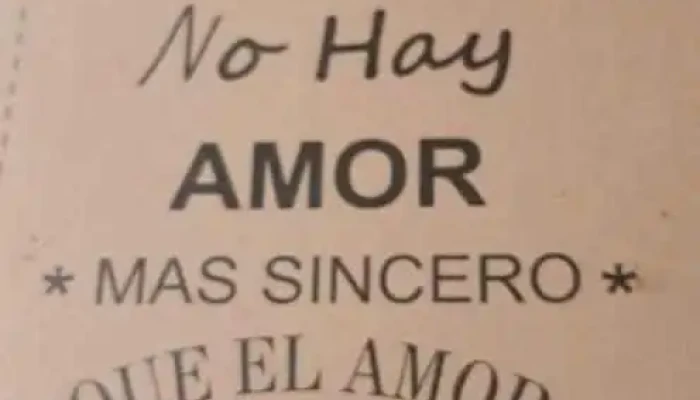 No Hay
AMOR
* MAS SINCERO *
QUE EL AMOR